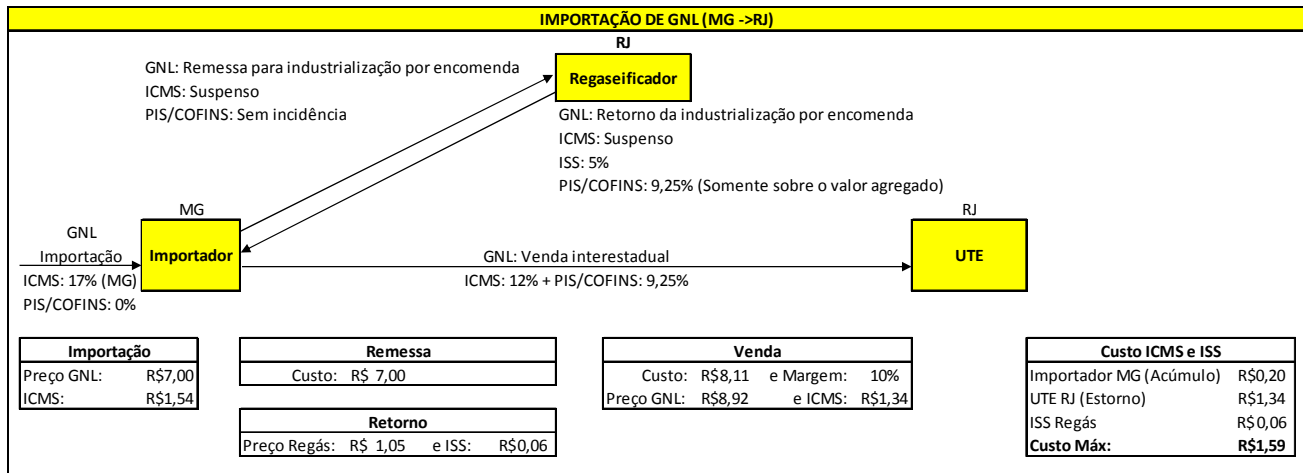 IMPORTAÇÃO DE GNL (MG ->RJ)
RJ
GNL: Remessa para industrialização por encomenda
ICMS: Suspenso
PIS/COFINS: Sem incidência
Regaseificador
GNL: Retorno da industrialização por encomenda
ICMS: Suspenso
ISS: 5%
PIS/COFINS: 9,25% (Somente sobre o valor agregado)
MG
RJ
GNL
Importação
ICMS: 17% (MG)
PIS/COFINS: 0%
Importador
GNL: Venda interestadual
ICMS: 12% + PIS/COFINS: 9,25%
UTE
Importação
Preço GNL: R$7,00
ICMS: R$1,54
Remessa
Custo: R$ 7,00
Retorno
Preço Regás: R$ 1,05 e ISS: R$0,06
Venda
Custo: R$8,11 e Margem: 10%
Preço GNL: R$8,92 e ICMS: R$1,34
Custo ICMS e ISS
Importador MG (Acúmulo) R$0,20
UTE RJ (Estorno) R$1,34
ISS Regás R$0,06
Custo Máx: R$1,59